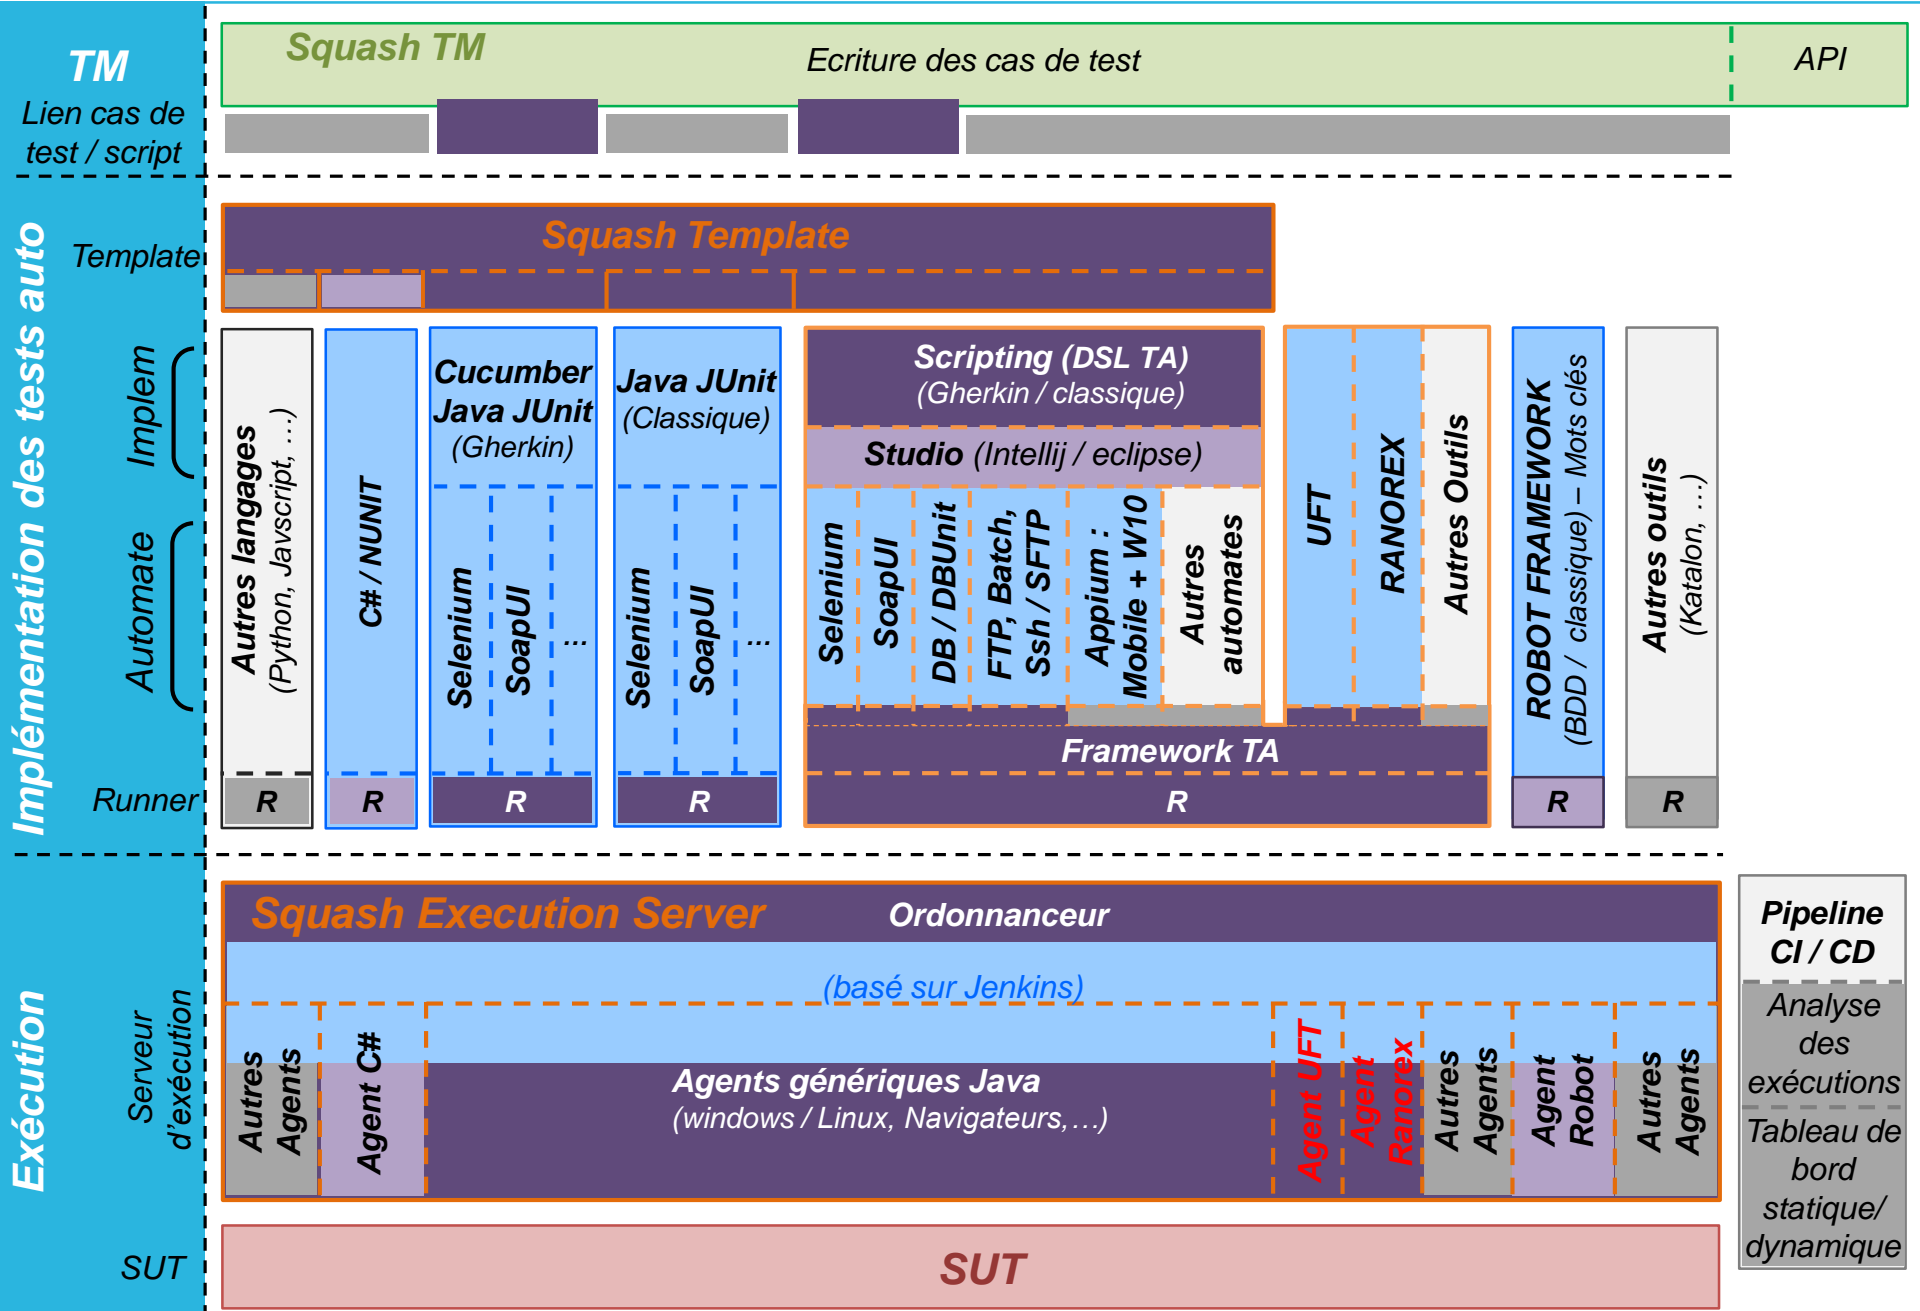 TM
Lien cas de
test / script
Squash TM
Ecriture des cas de test
API
Implémentation des tests auto
Template
Squash Template
Implem
Automate
Runner
Autres langages
(Python, Javscript, …)
R
C# / NUNIT
R
Cucumber
Java JUnit
(Gherkin)
Selenium
SoapUI
...
R
Java JUnit
(Classique)
Selenium
SoapUI
...
R
Scripting (DSL TA)
(Gherkin / classique)
Studio (Intellij / eclipse)
Selenium
SoapUI
DB / DBUnit
FTP, Batch,
Ssh / SFTP
Appium :
Mobile + W10
Autres
automates
UFT
RANOREX
Autres Outils
Framework TA
R
ROBOT FRAMEWORK
(BDD / classique) – Mots clés
R
Autres outils
(Katalon, …)
R
Exécution
Serveur
d'exécution
Squash Execution Server
Ordonnanceur
(basé sur Jenkins)
Autres
Agents
Agent C#
Agents génériques Java
(windows / Linux, Navigateurs,…)
Agent UFT
Agent
Ranorex
Autres
Agents
Agent
Robot
Autres
Agents
Pipeline
CI / CD
Analyse
des
exécutions
Tableau de
bord
statique/
dynamique
SUT
SUT